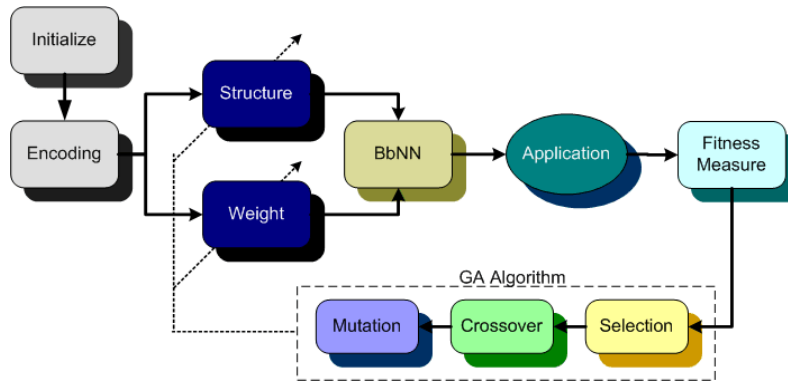 Initialize
Encoding
Structure
Weight
BbNN
Application
Fitness
Measure
GA Algorithm
Mutation
Crossover
Selection